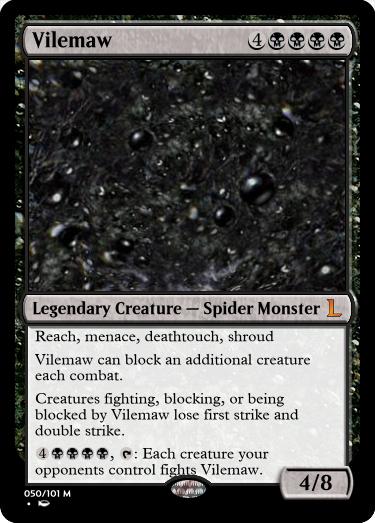 Vilemaw 4
Legendary Creature — Spider Monster L
Reach, menace, deathtouch, shroud
Vilemaw can block an additional creature
each combat.
Creatures fighting, blocking, or being
blocked by Vilemaw lose first strike and
double strike.
4, : Each creature your
opponents control fights Vilemaw.
4/8
050/101 M